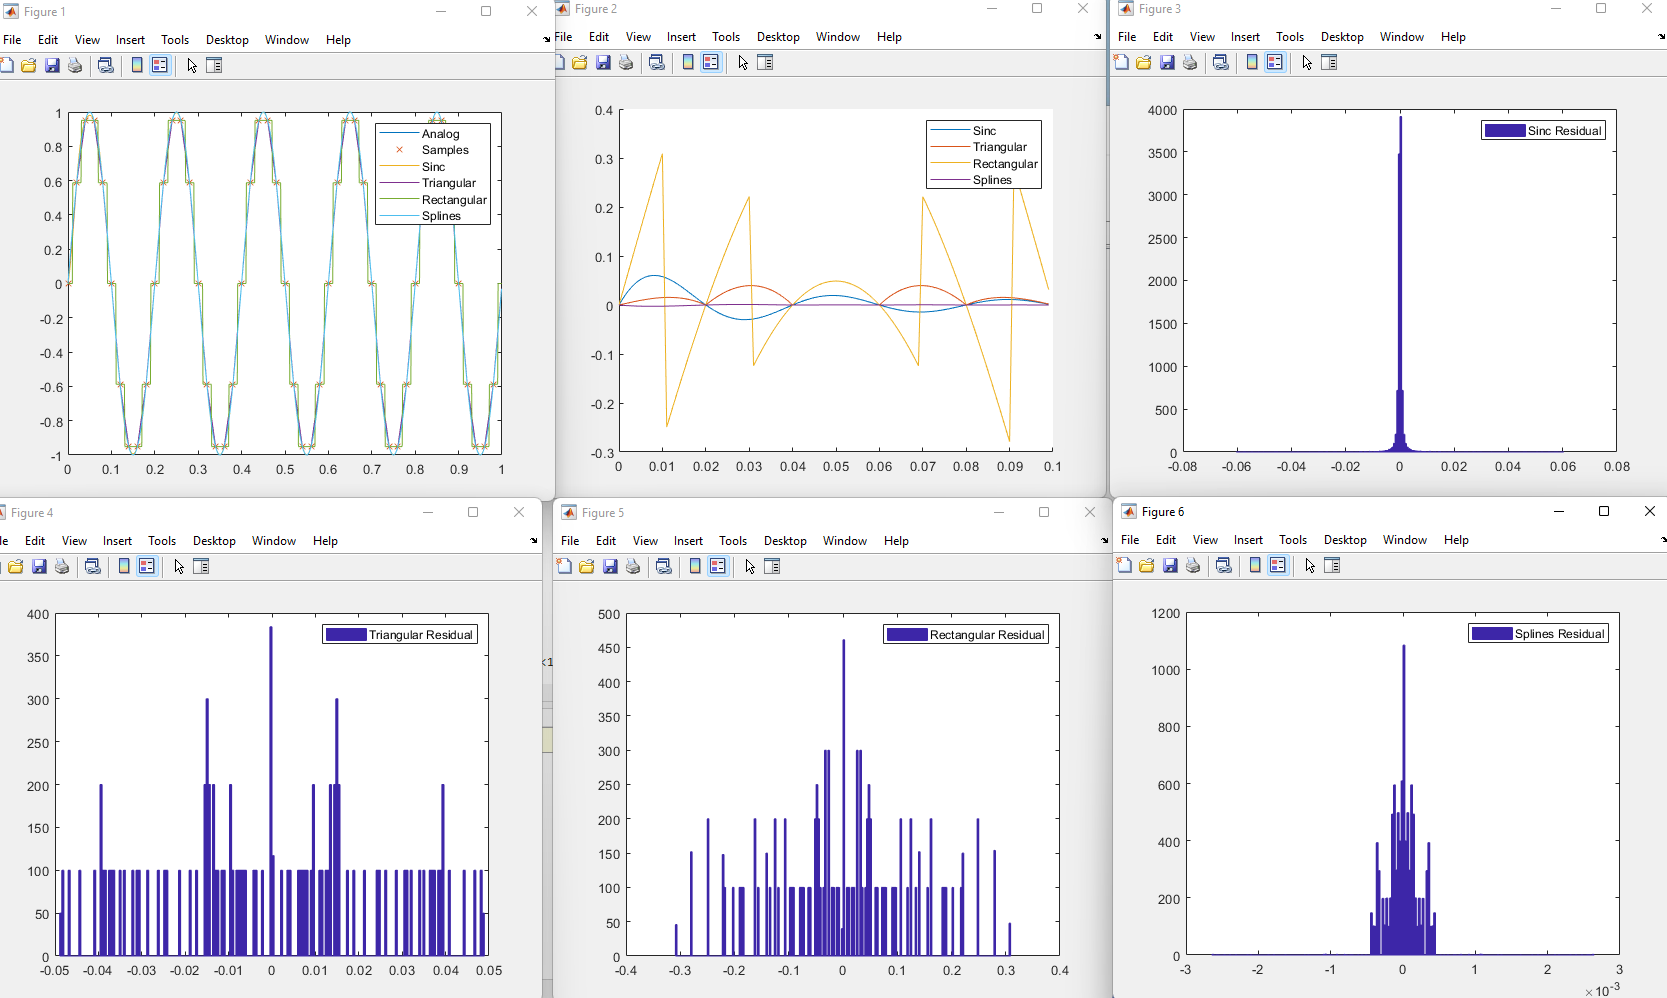 Figure 1
File Edit View Insert Tools Desktop Window Help
1
0.8
0.6
0.4
0.2
0
-0.2
-0.4
-0.6
-0.8
-1
0 0.1 0.2 0.3 0.4 0.5 0.6 0.7 0.8 0.9 1
Analog
Samples
Sinc
Triangular
Rectangular
Splines
Figure 2
File Edit View Insert Tools Desktop Window Help
0.4
0.3
0.2
0.1
0
-0.1
-0.2
-0.3
0 0.01 0.02 0.03 0.04 0.05 0.06 0.07 0.08 0.09 0.1
Sinc
Triangular
Rectangular
Splines
Figure 3
File Edit View Insert Tools Desktop Window Help
4000
3500
3000
2500
2000
1500
1000
500
0
-0.08 -0.06 -0.04 -0.02 0 0.02 0.04 0.06 0.08
Sinc Residual
Figure 4
le Edit View Insert Tools Desktop Window Help
400
350
300
250
200
150
100
50
0
-0.05 -0.04 -0.03 -0.02 -0.01 0 0.01 0.02 0.03 0.04 0.05
Triangular Residual
×1
Figure 5
File Edit View Insert Tools Desktop Window Help
500
450
400
350
300
250
200
150
100
50
0
-0.4 -0.3 -0.2 -0.1 0 0.1 0.2 0.3 0.4
Rectangular Residual
Figure 6
File Edit View Insert Tools Desktop Window Help
1200
1000
800
600
400
200
0
-3 -2 -1 0 1 2 3
× 10-3
Splines Residual